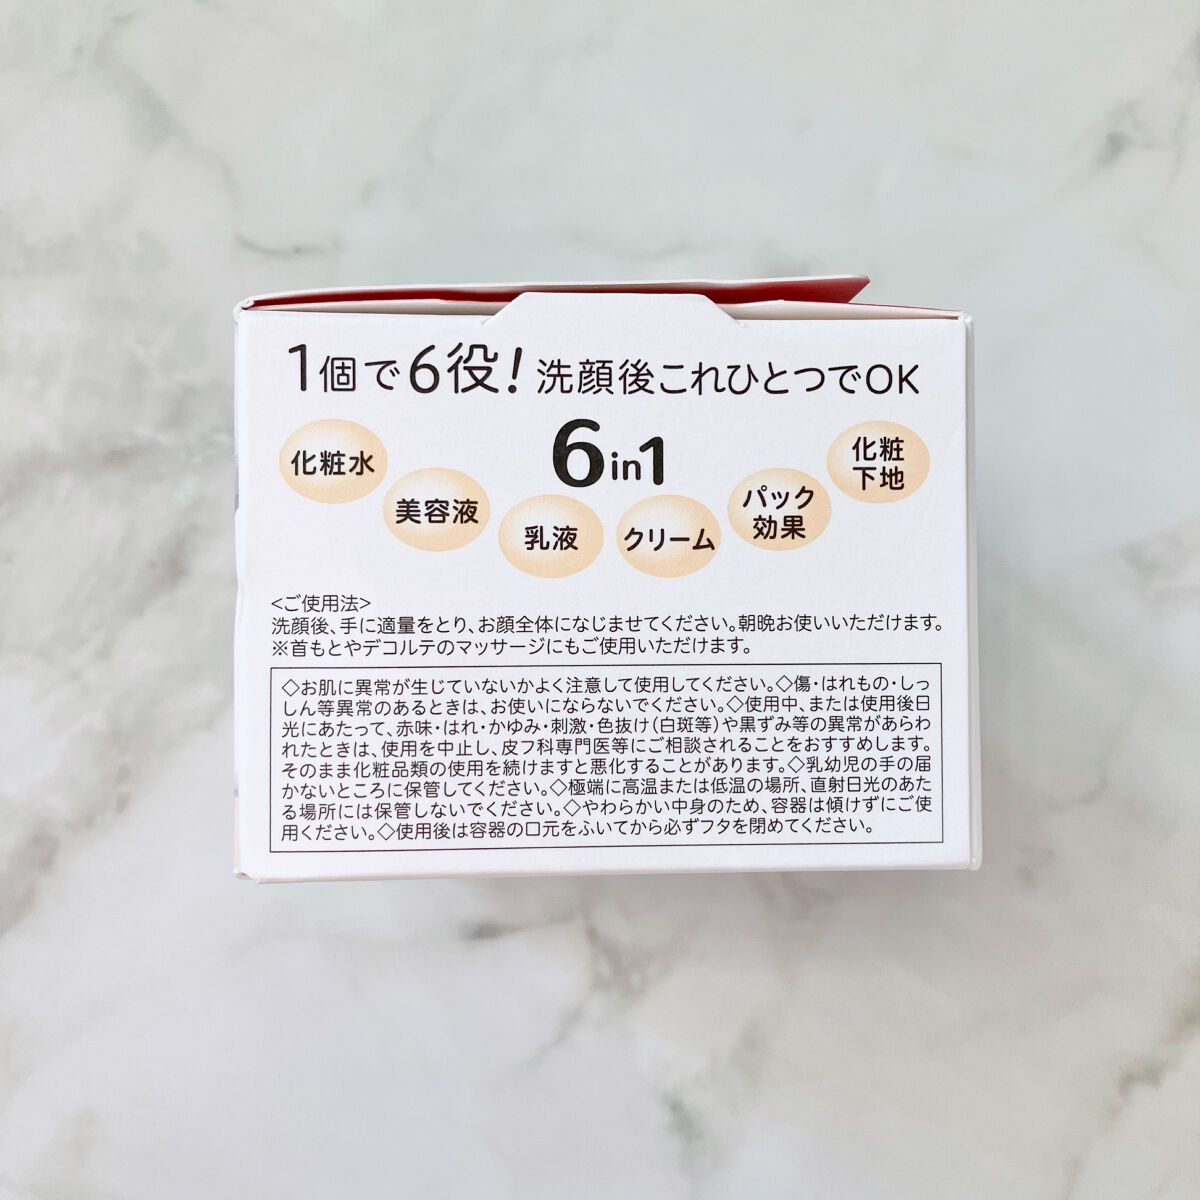 1個で6役！洗顔後これひとつでOK
6in1
化粧水
美容液
乳液
クリーム
パック
効果
化粧
下地
<ご使用法>
洗顔後、手に適量をとり、お顔全体になじませてください。朝晩お使いいただけます。
※首もとやデコルテのマッサージにもご使用いただけます。
◇お肌に異常が生じていないかよく注意して使用してください。◇傷・はれもの・しっ
しん等異常のあるときは、お使いにならないでください。◇使用中、または使用後日
光にあたって、赤味・はれ・かゆみ・刺激・色抜け(白斑等)や黒ずみ等の異常があらわ
れたときは、使用を中止し、皮フ科専門医等にご相談されることをおすすめします。
そのまま化粧品類の使用を続けますと悪化することがあります。◇乳幼児の手の届
かないところに保管してください。◇極端に高温または低温の場所、直射日光のあた
る場所には保管しないでください。◇やわらかい中身のため、容器は傾けずにご使
用ください。◇使用後は容器の口元をふいてから必ずフタを閉めてください。